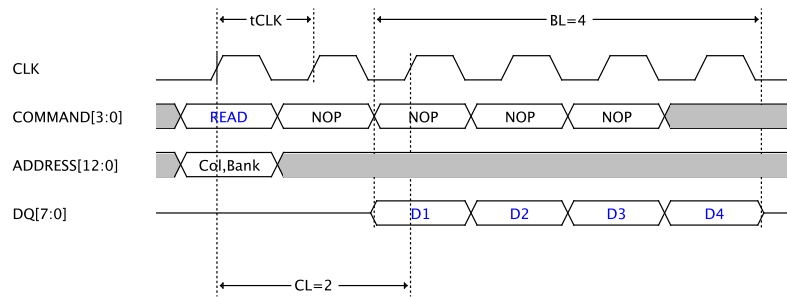 tCLK BL=4
CLK
COMMAND[3:0] READ NOP NOP NOP NOP
ADDRESS[12:0] Col,Bank
DQ[7:0] D1 D2 D3 D4
CL=2